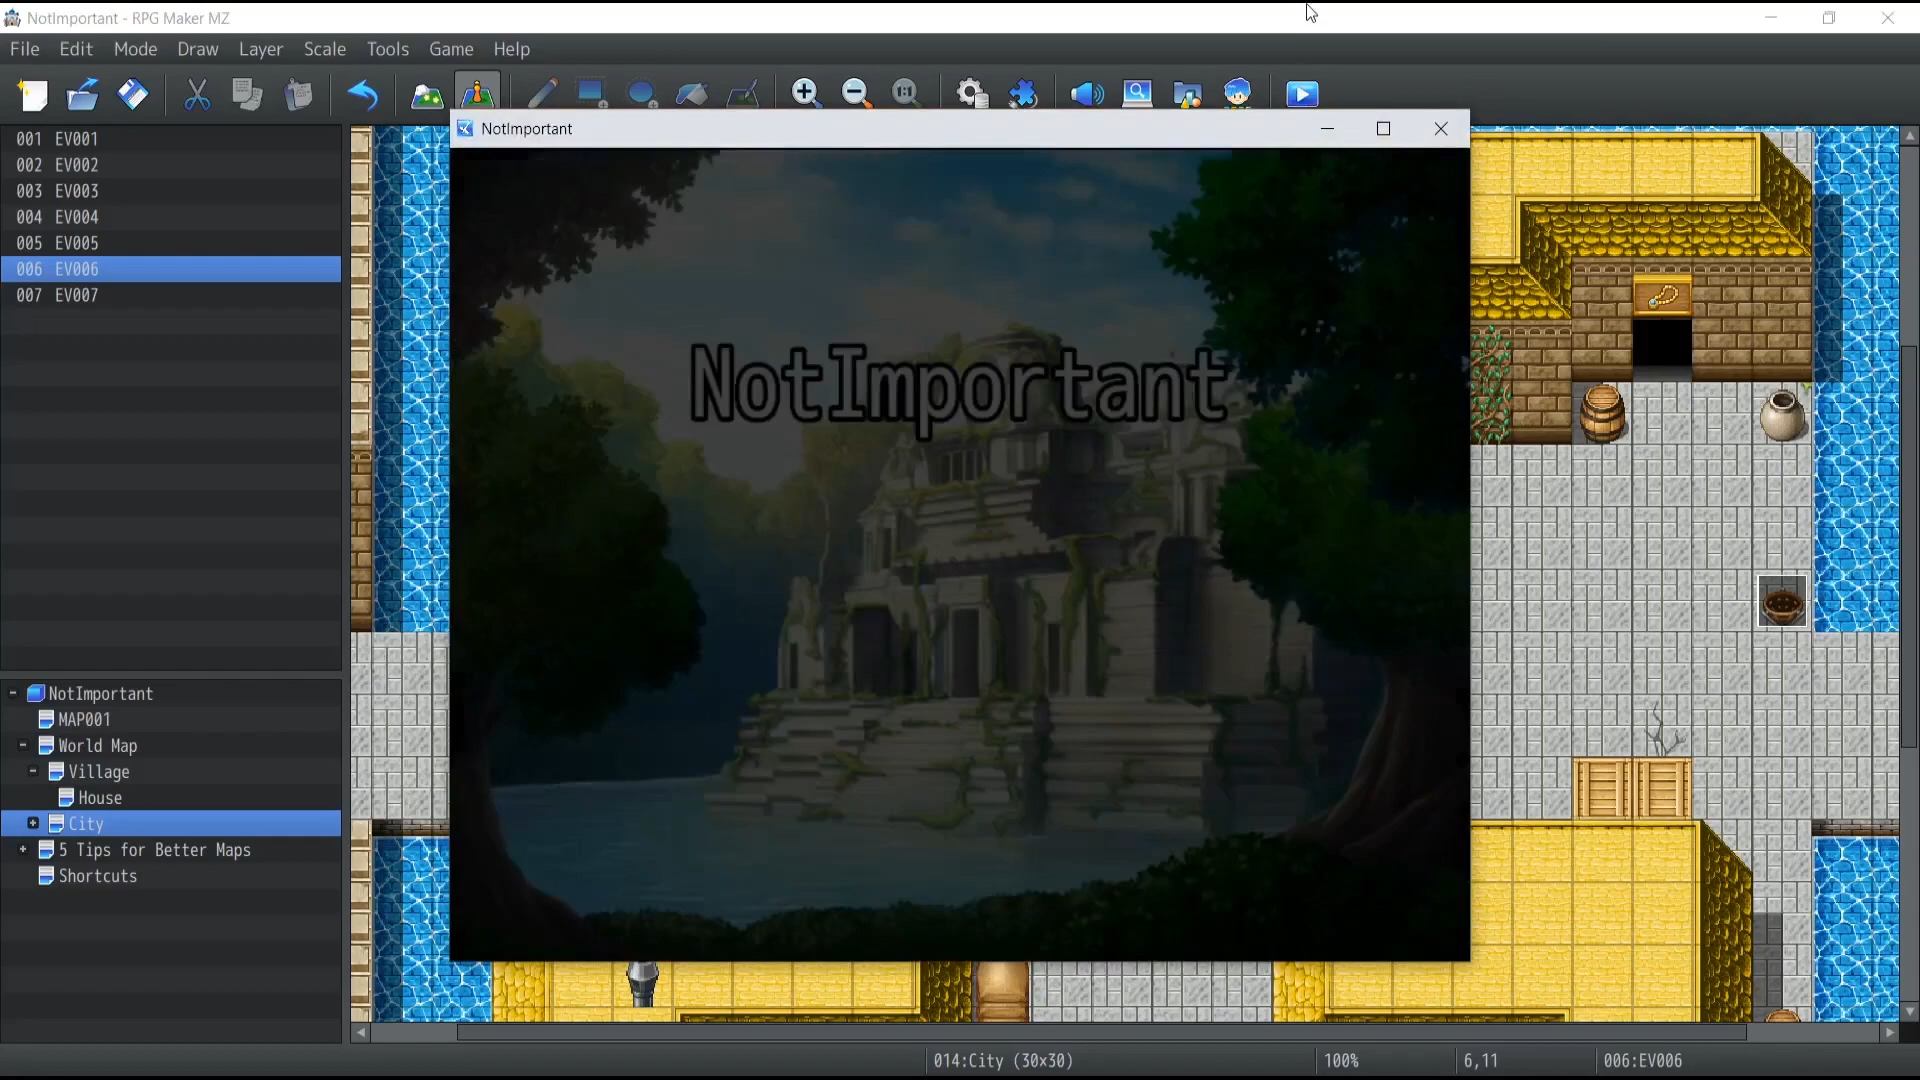 NotImportant - RPG Maker MZ
File Edit Mode Draw Layer Scale Tools Game Help
1:1
NotImportant
001 EV001
002 EV002
003 EV003
004 EV004
005 EV005
006 EV006
007 EV007
NotImportant
NotImportant
MAP001
World Map
Village
House
City
5 Tips for Better Maps
Shortcuts
014:City (30x30) 100% 6,11 006:EV006